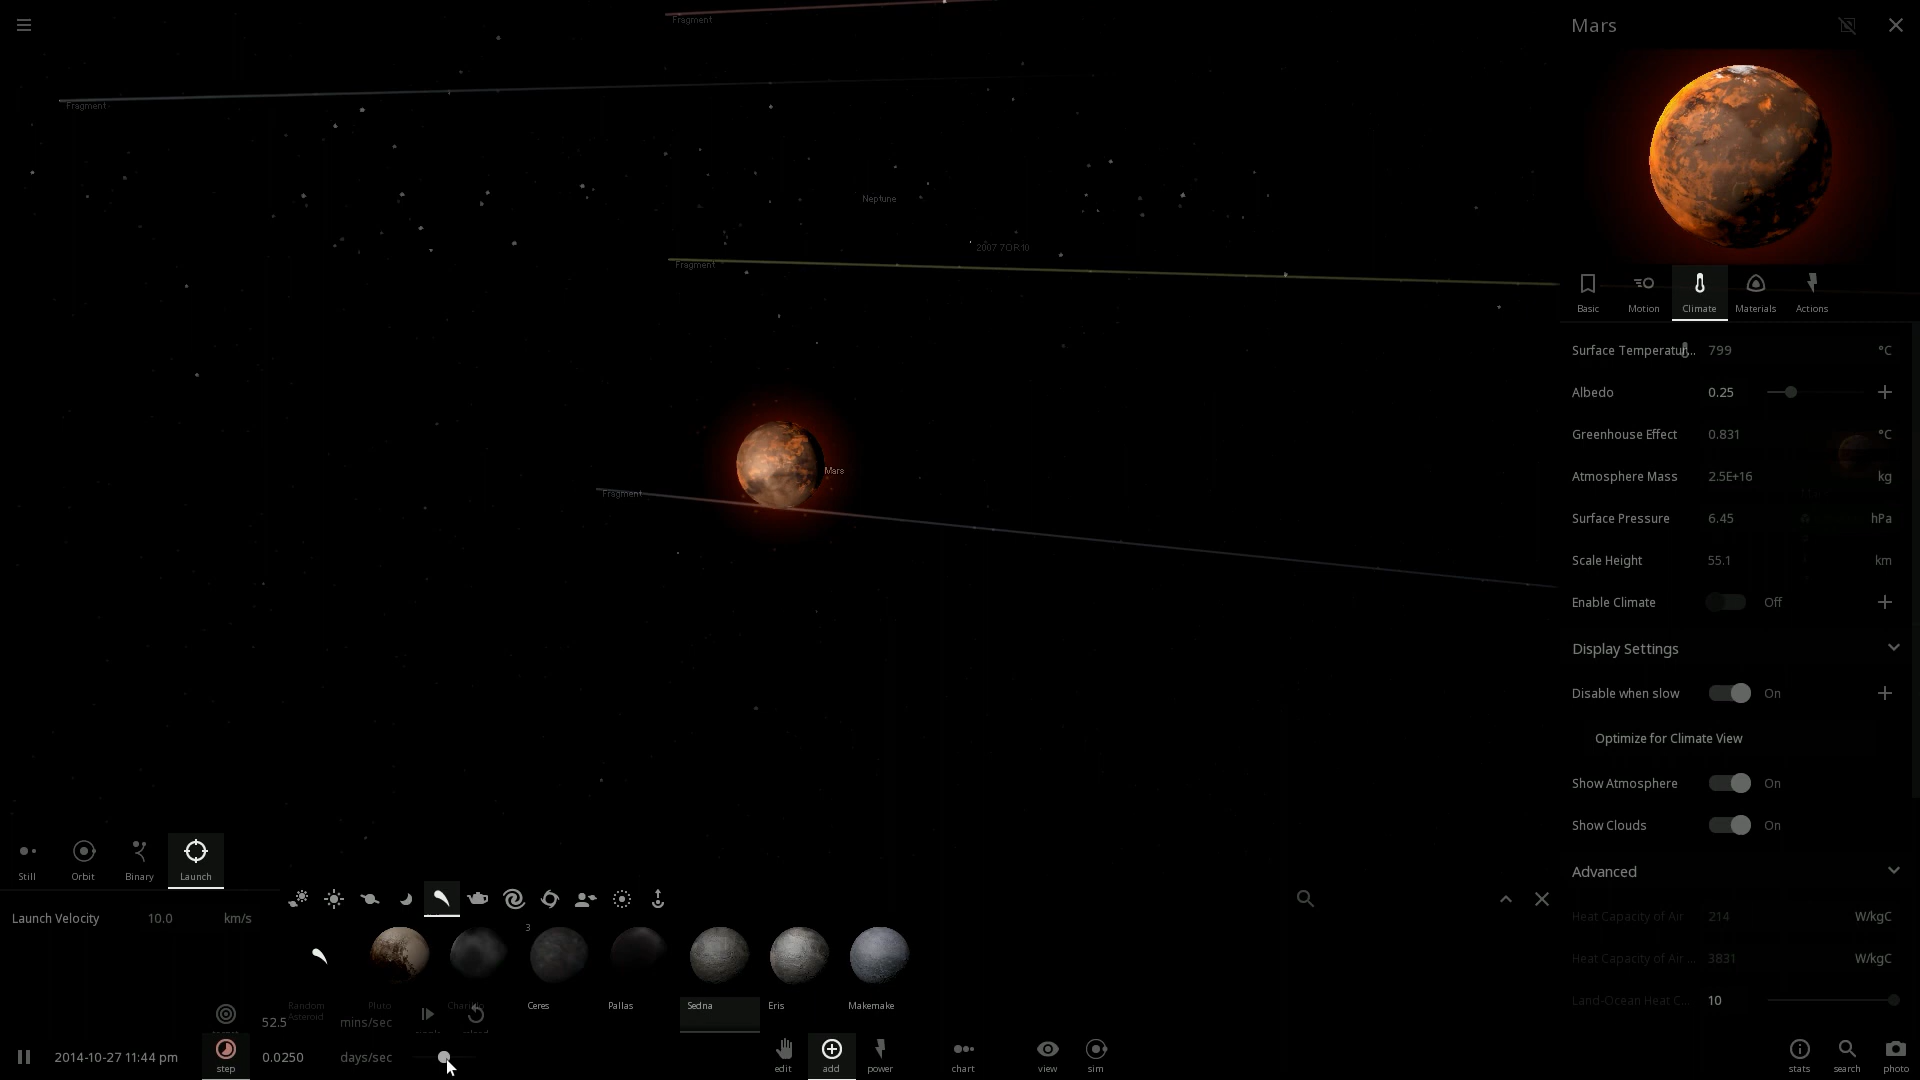 Fragment
Mars
Fragment
Neptune
Fragment
Basic
Motion
Climate
Materials
Actions
Surface Temperatur... 799 °C
Albedo 0.25
Greenhouse Effect 0.831 °C
Mars
Atmosphere Mass 2.5E+16 kg
Fragment
Surface Pressure 6.45 hPa
Scale Height 55.1 km
Enable Climate Off
Display Settings
Disable when slow On
Optimize for Climate View
Show Atmosphere On
Show Clouds On
Advanced
Heat Capacity of Air 214 W/kgC
Heat Capacity of Air ... 3831 W/kgC
Land-Ocean Heat C... 10
Still
Orbit
Binary
Launch
Launch Velocity 10.0 km/s
3
Random Asteroid
Pluto
Ceres
Pallas
Sedna
Eris
Makemake
52.5 mins/sec
2014-10-27 11:44 pm
step
0.0250 days/sec
edit
add
power
chart
view
sim
stats
search
photo